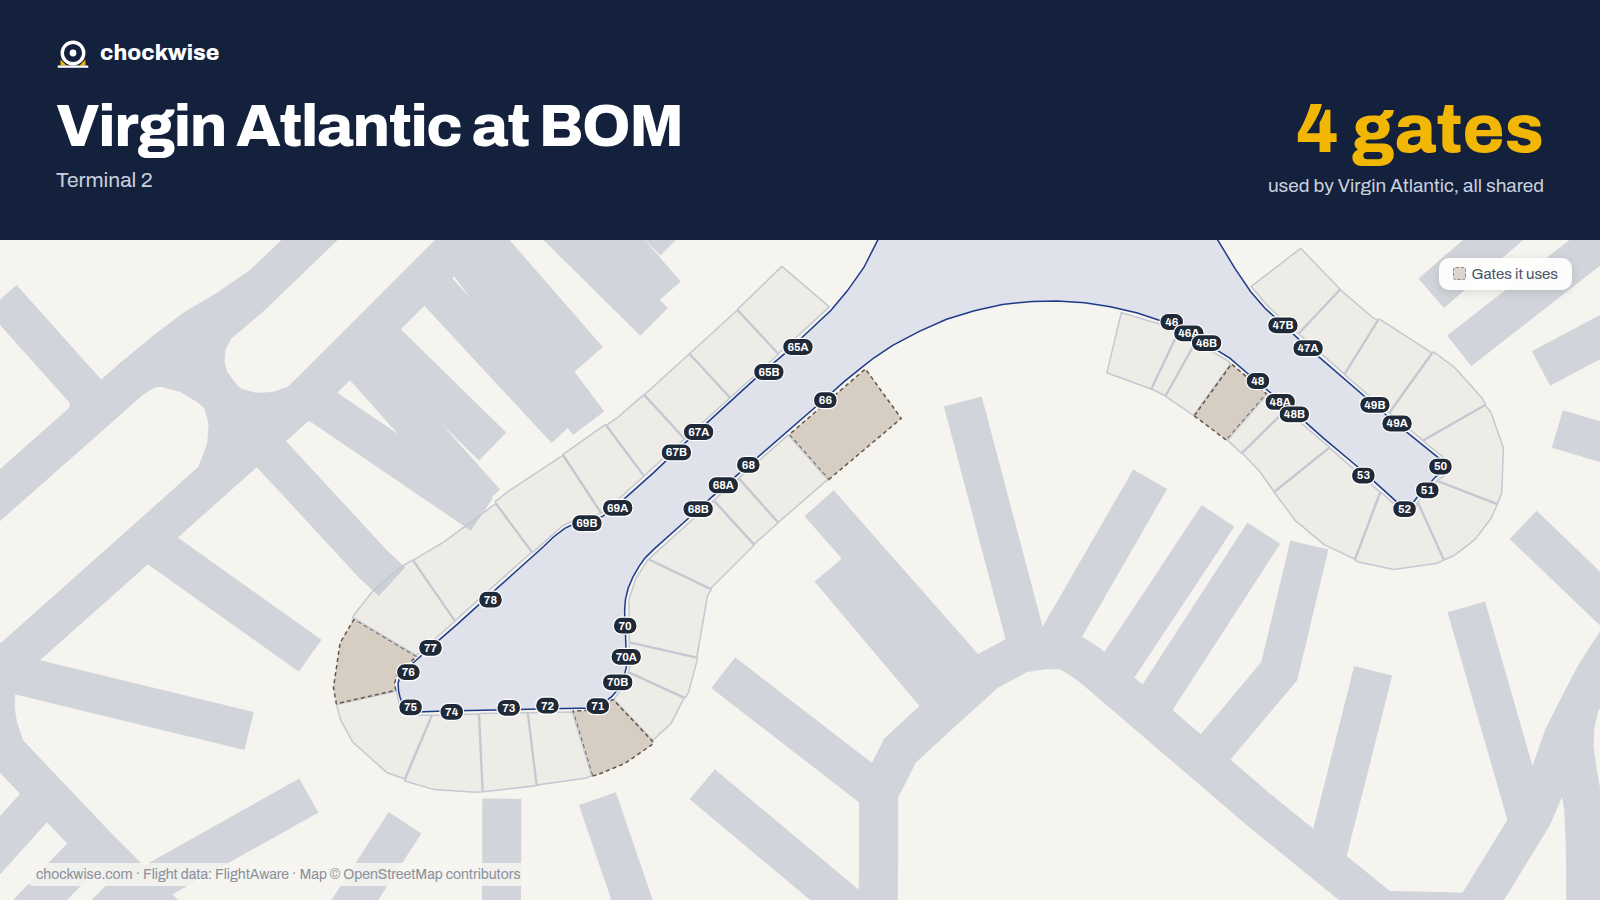 chockwise
Virgin Atlantic at BOM
Terminal 2
4 gates
used by Virgin Atlantic, all shared
Gates it uses
46
46A
46B
47B
47A
48
48A
48B
49B
49A
50
51
52
53
65A
65B
66
67A
67B
68
68A
68B
69A
69B
70
70A
70B
71
72
73
74
75
76
77
78
chockwise.com · Flight data: FlightAware · Map © OpenStreetMap contributors